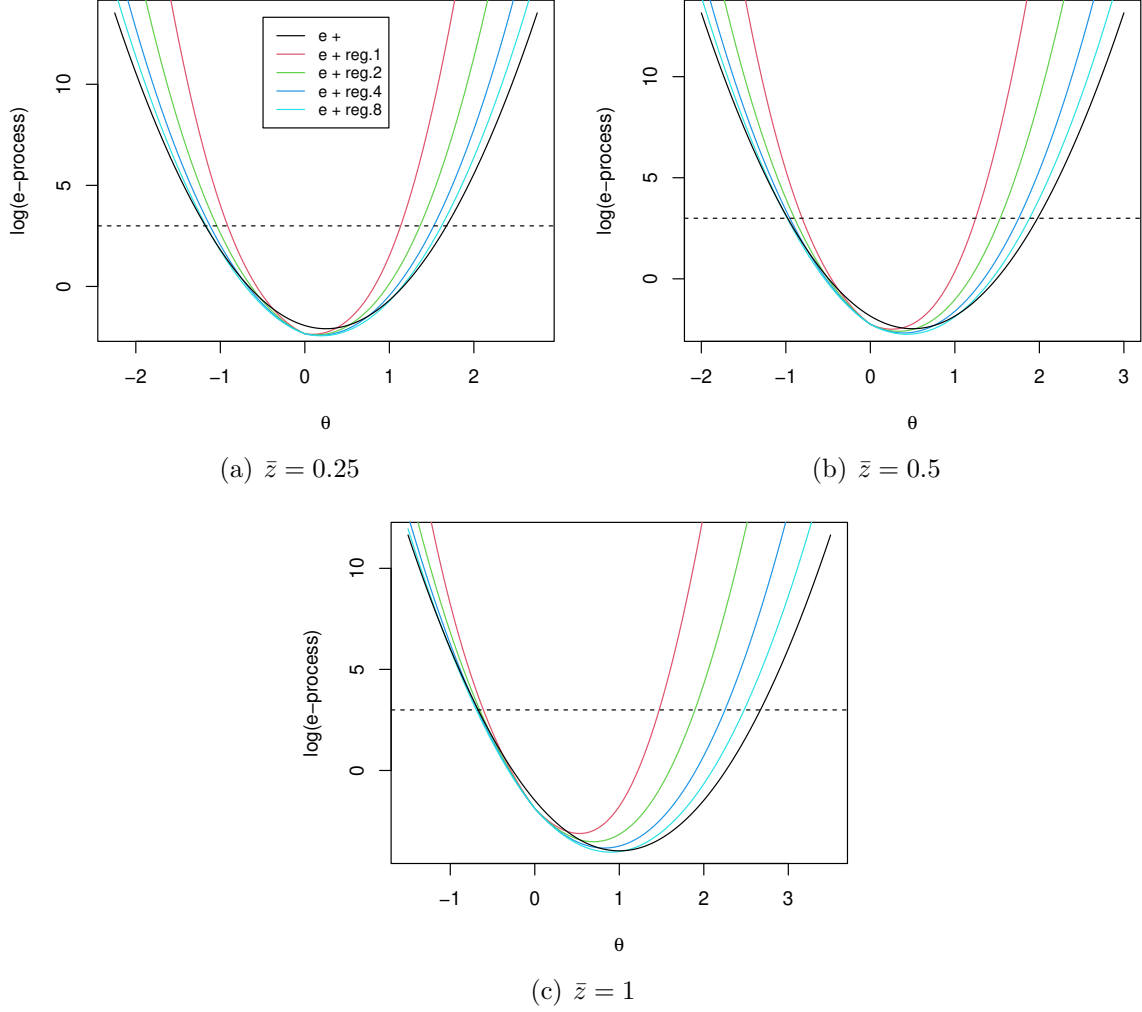 log(e−process)
10
5
0
e +
e + reg.1
e + reg.2
e + reg.4
e + reg.8
−2 −1 0 1 2
θ
(a) z̄ = 0.25
log(e−process)
10
5
0
−2 −1 0 1 2 3
θ
(b) z̄ = 0.5
log(e−process)
10
5
0
−1 0 1 2 3
θ
(c) z̄ = 1